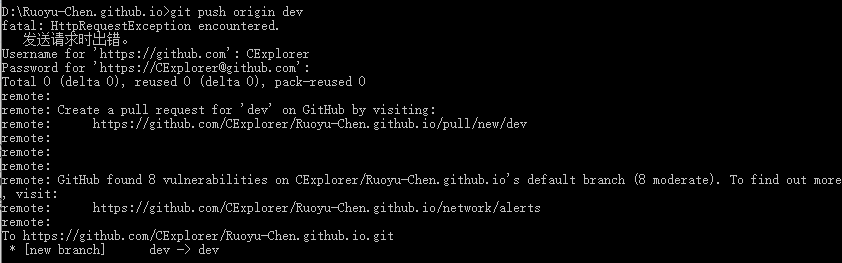 D:\Ruoyu-Chen.github.io>git push origin dev
fatal: HttpRequestException encountered.
发送请求时出错。
Username for 'https://github.com': CExplorer
Password for 'https://CExplorer@github.com':
Total 0 (delta 0), reused 0 (delta 0), pack-reused 0
remote:
remote: Create a pull request for 'dev' on GitHub by visiting:
remote:      https://github.com/CExplorer/Ruoyu-Chen.github.io/pull/new/dev
remote:
remote:
remote:
remote: GitHub found 8 vulnerabilities on CExplorer/Ruoyu-Chen.github.io's default branch (8 moderate). To find out more
, visit:
remote:      https://github.com/CExplorer/Ruoyu-Chen.github.io/network/alerts
remote:
To https://github.com/CExplorer/Ruoyu-Chen.github.io.git
 * [new branch]      dev -> dev